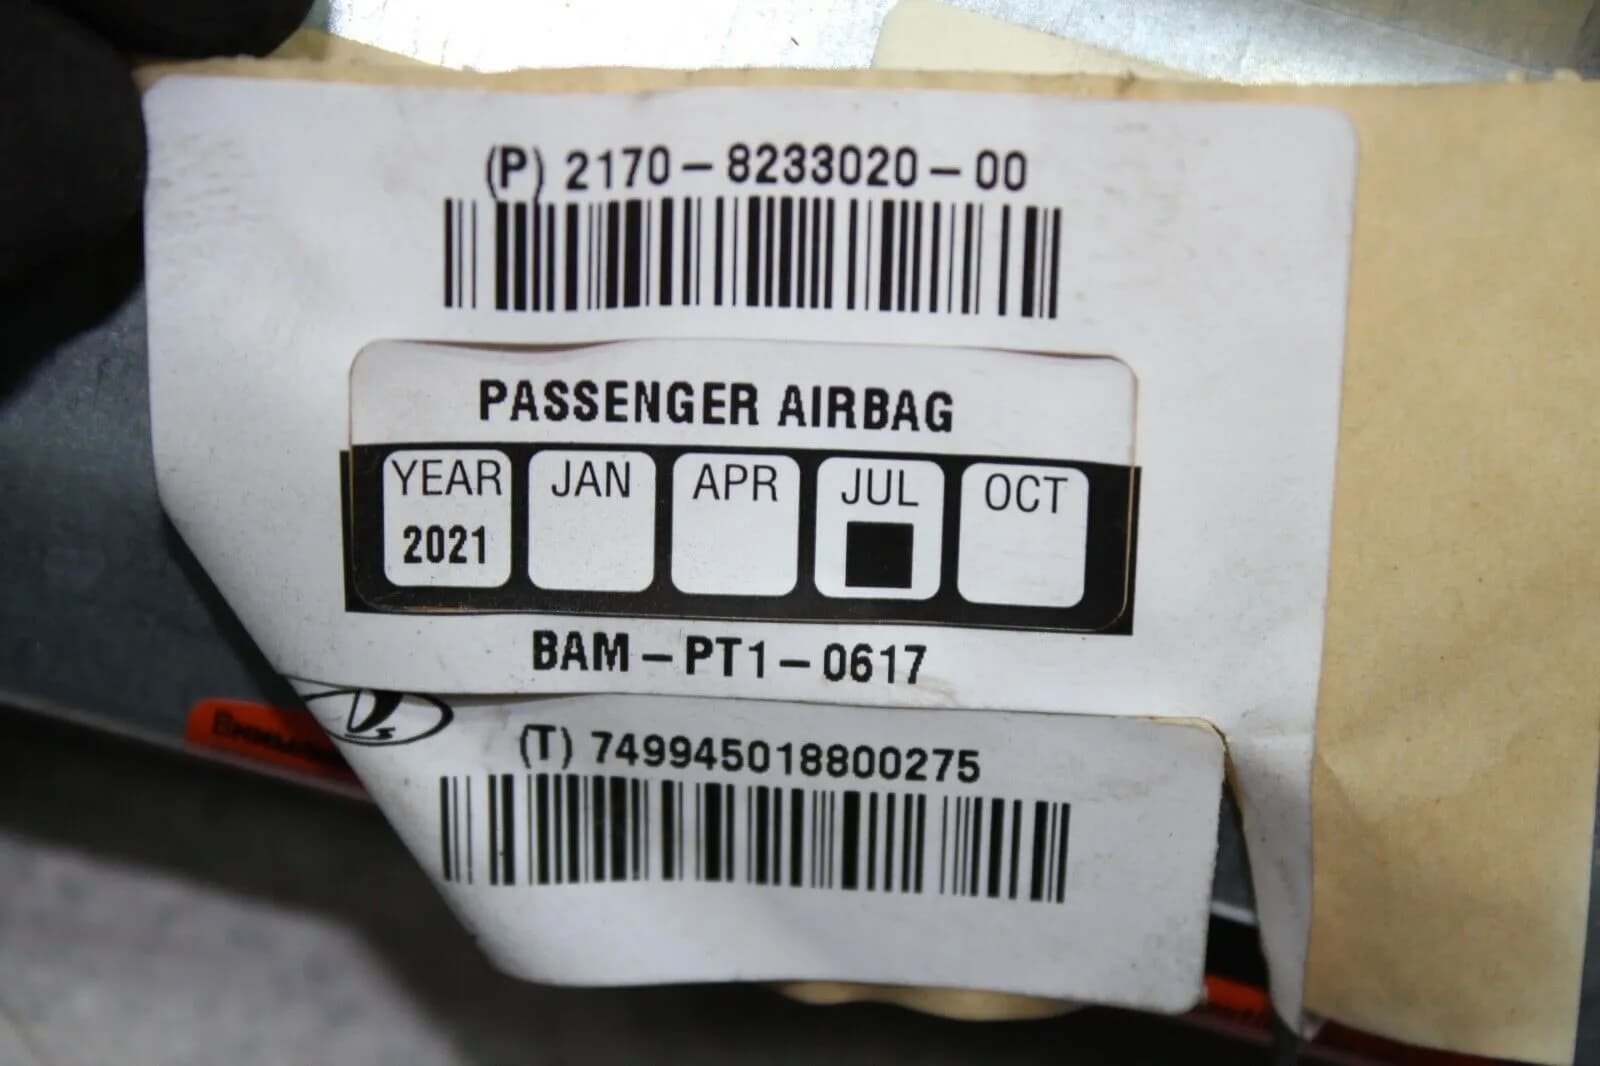 (P) 2170-8233020-00
PASSENGER AIRBAG
YEAR JAN APR JUL OCT
2021
BAM-PT1-0617
(T) 749945018800275